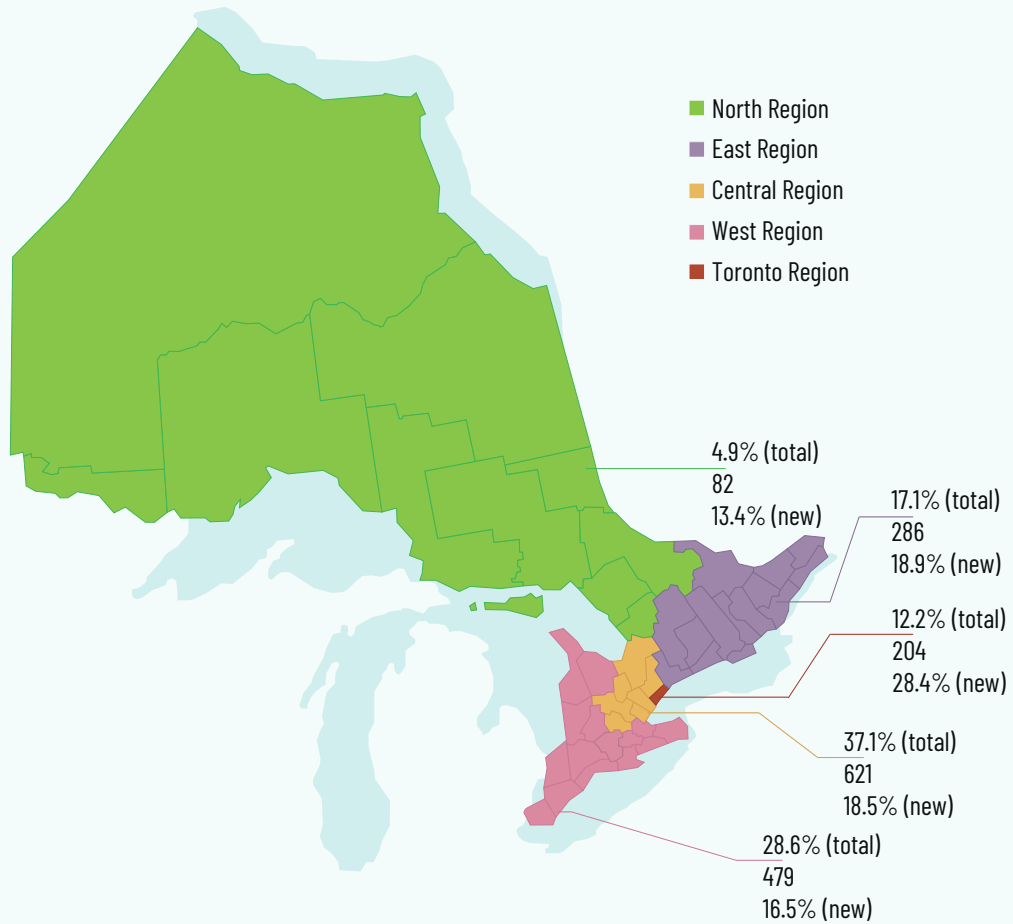 North Region
East Region
Central Region
West Region
Toronto Region
4.9% (total)
82
13.4% (new)
17.1% (total)
286
18.9% (new)
12.2% (total)
204
28.4% (new)
37.1% (total)
621
18.5% (new)
28.6% (total)
479
16.5% (new)